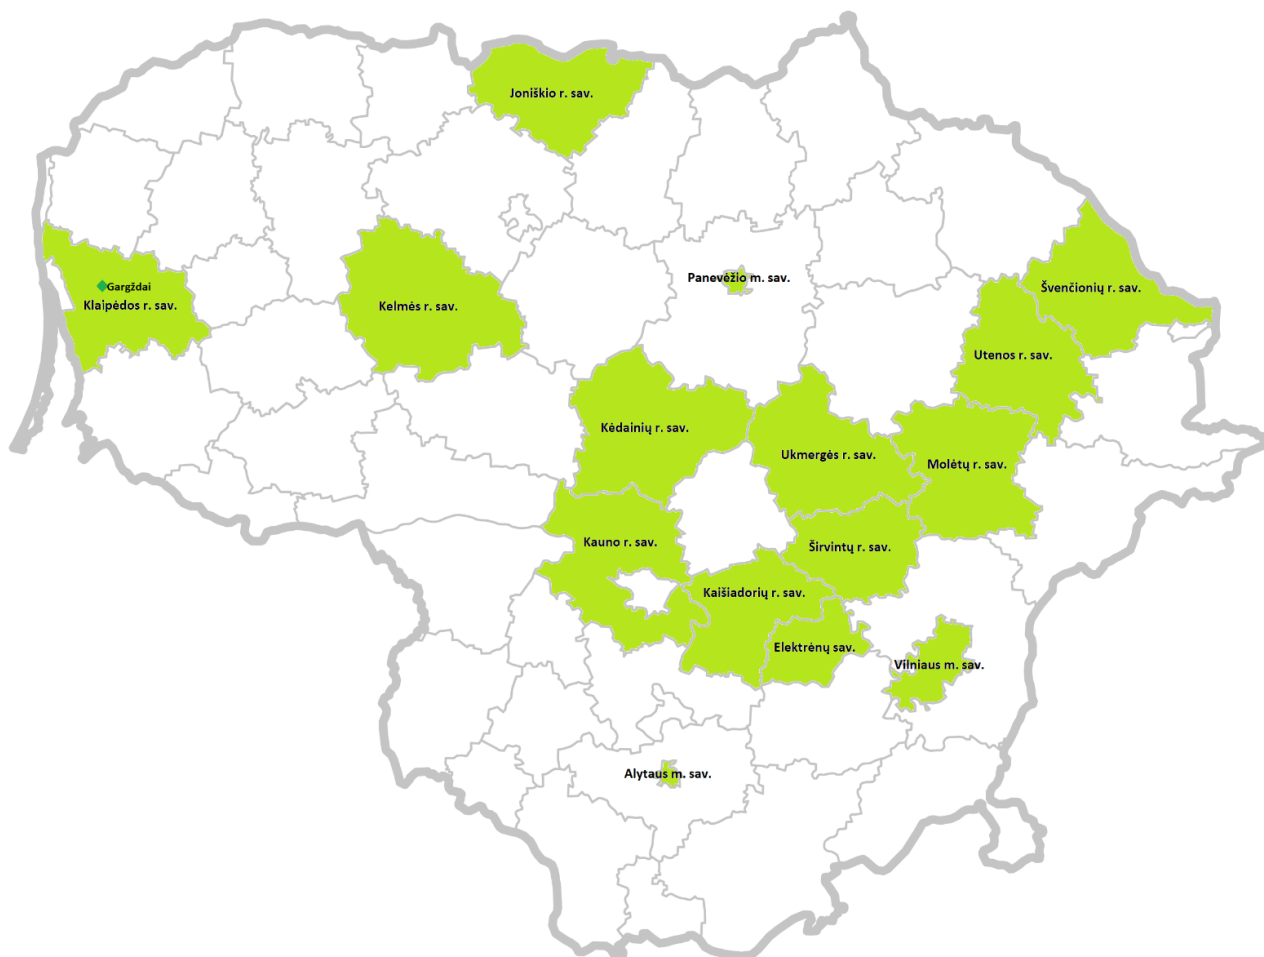 Joniškio r. sav.
Panevėžio m. sav.
Gargždai
Klaipėdos r. sav.
Kelmės r. sav.
Švenčionių r. sav.
Utenos r. sav.
Kėdainių r. sav.
Ukmergės r. sav.
Molėtų r. sav.
Kauno r. sav.
Širvintų r. sav.
Kaišiadorių r. sav.
Elektrėnų sav.
Vilniaus m. sav.
Alytaus m. sav.